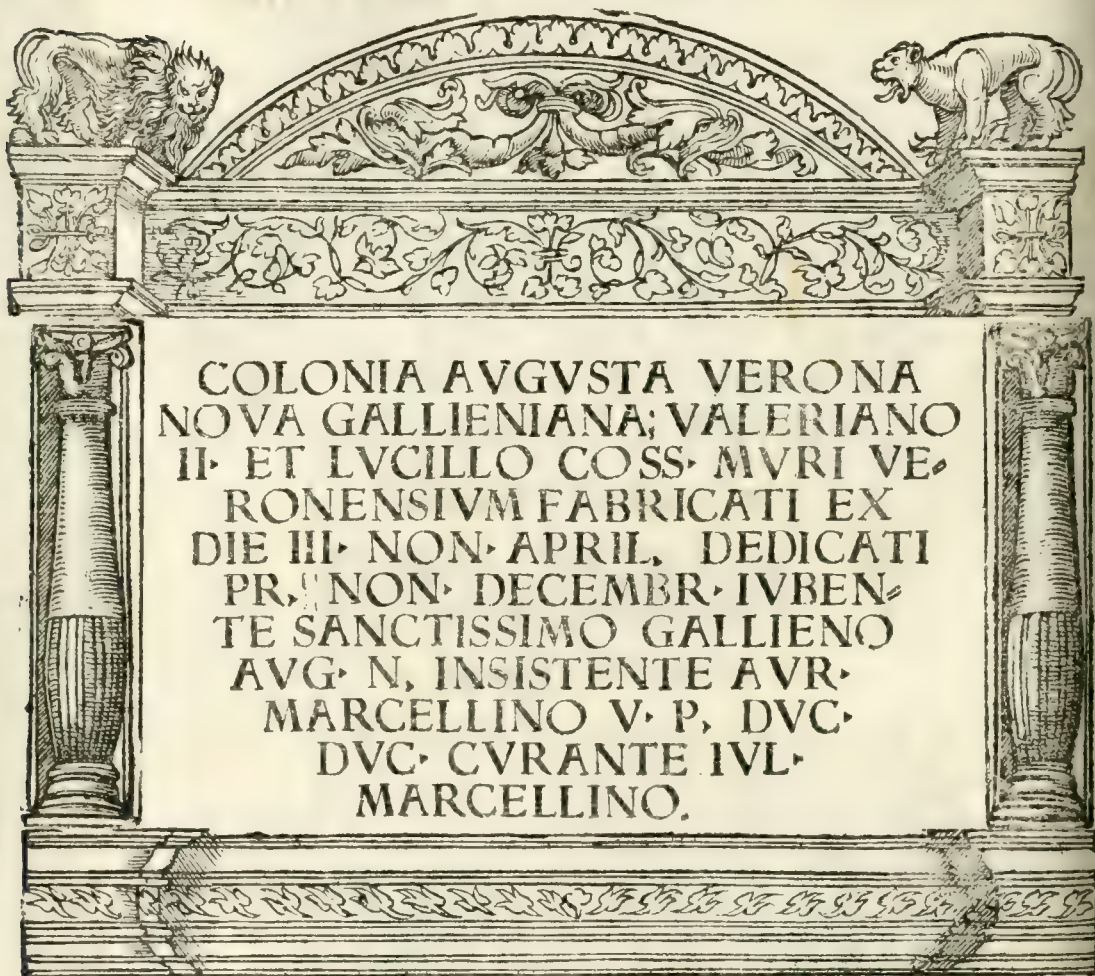 COLONIA AVGVSTA VERONA
NOVA GALLIENIANA; VALERIANO
II· ET LVCILLO COSS· MVRI VE-
RONENSIVM FABRICATI EX
DIE III· NON· APRIL, DEDICATI
PR, NON· DECEMBR· IVBEN-
TE SANCTISSIMO GALLIENO
AVG· N, INSISTENTE AVR·
MARCELLINO V· P, DVC·
DVC· CVRANTE IVL·
MARCELLINO.